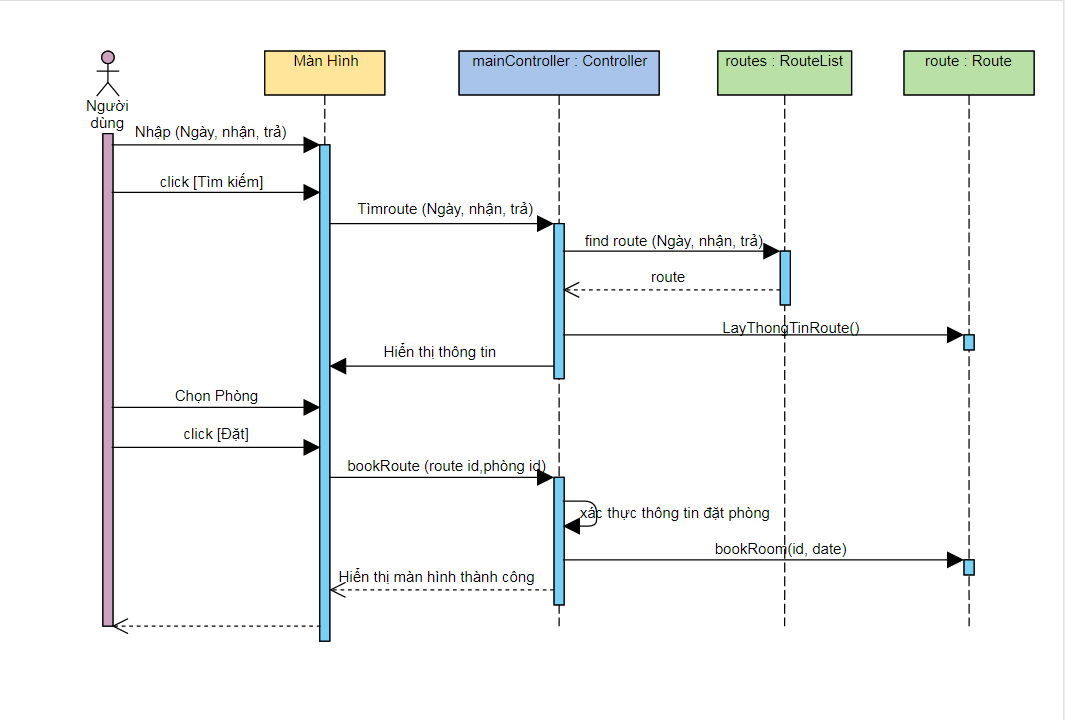 Màn Hình
mainController : Controller
routes : RouteList
route : Route
Người
dùng
Nhập (Ngày, nhận, trả)
click [Tìm kiếm]
Tìmroute (Ngày, nhận, trả)
find route (Ngày, nhận, trả)
route
LayThongTinRoute()
Hiển thị thông tin
Chọn Phòng
click [Đặt]
bookRoute (route id,phòng id)
xác thực thông tin đặt phòng
bookRoom(id, date)
Hiển thị màn hình thành công